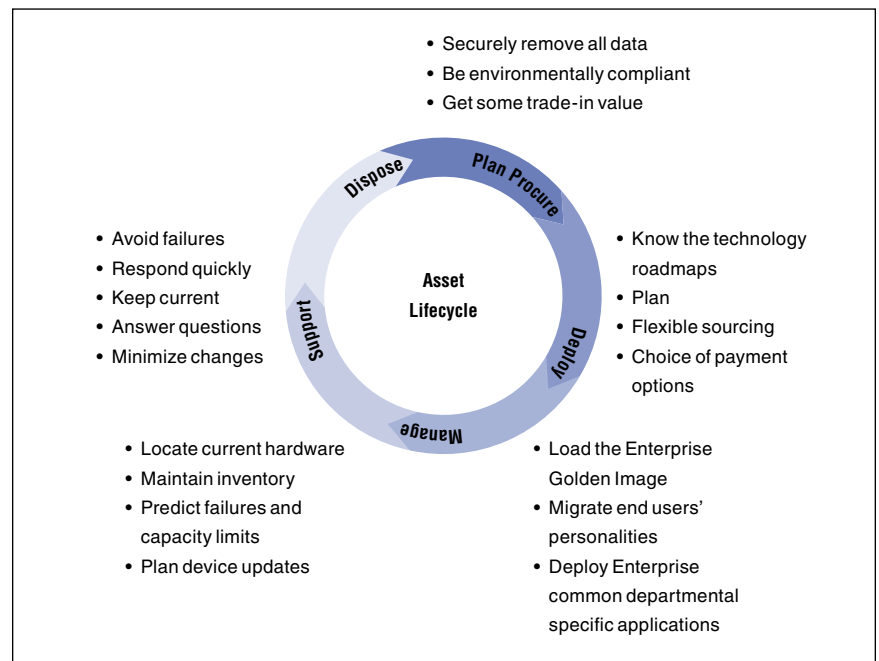 • Securely remove all data
• Be environmentally compliant
• Get some trade-in value
Dispose
Plan Procure
• Avoid failures
• Respond quickly
• Keep current
• Answer questions
• Minimize changes
Asset
Lifecycle
• Know the technology
roadmaps
• Plan
• Flexible sourcing
• Choice of payment
options
Support
Deploy
Manage
• Locate current hardware
• Maintain inventory
• Predict failures and
capacity limits
• Plan device updates
• Load the Enterprise
Golden Image
• Migrate end users’
personalities
• Deploy Enterprise
common departmental
specific applications